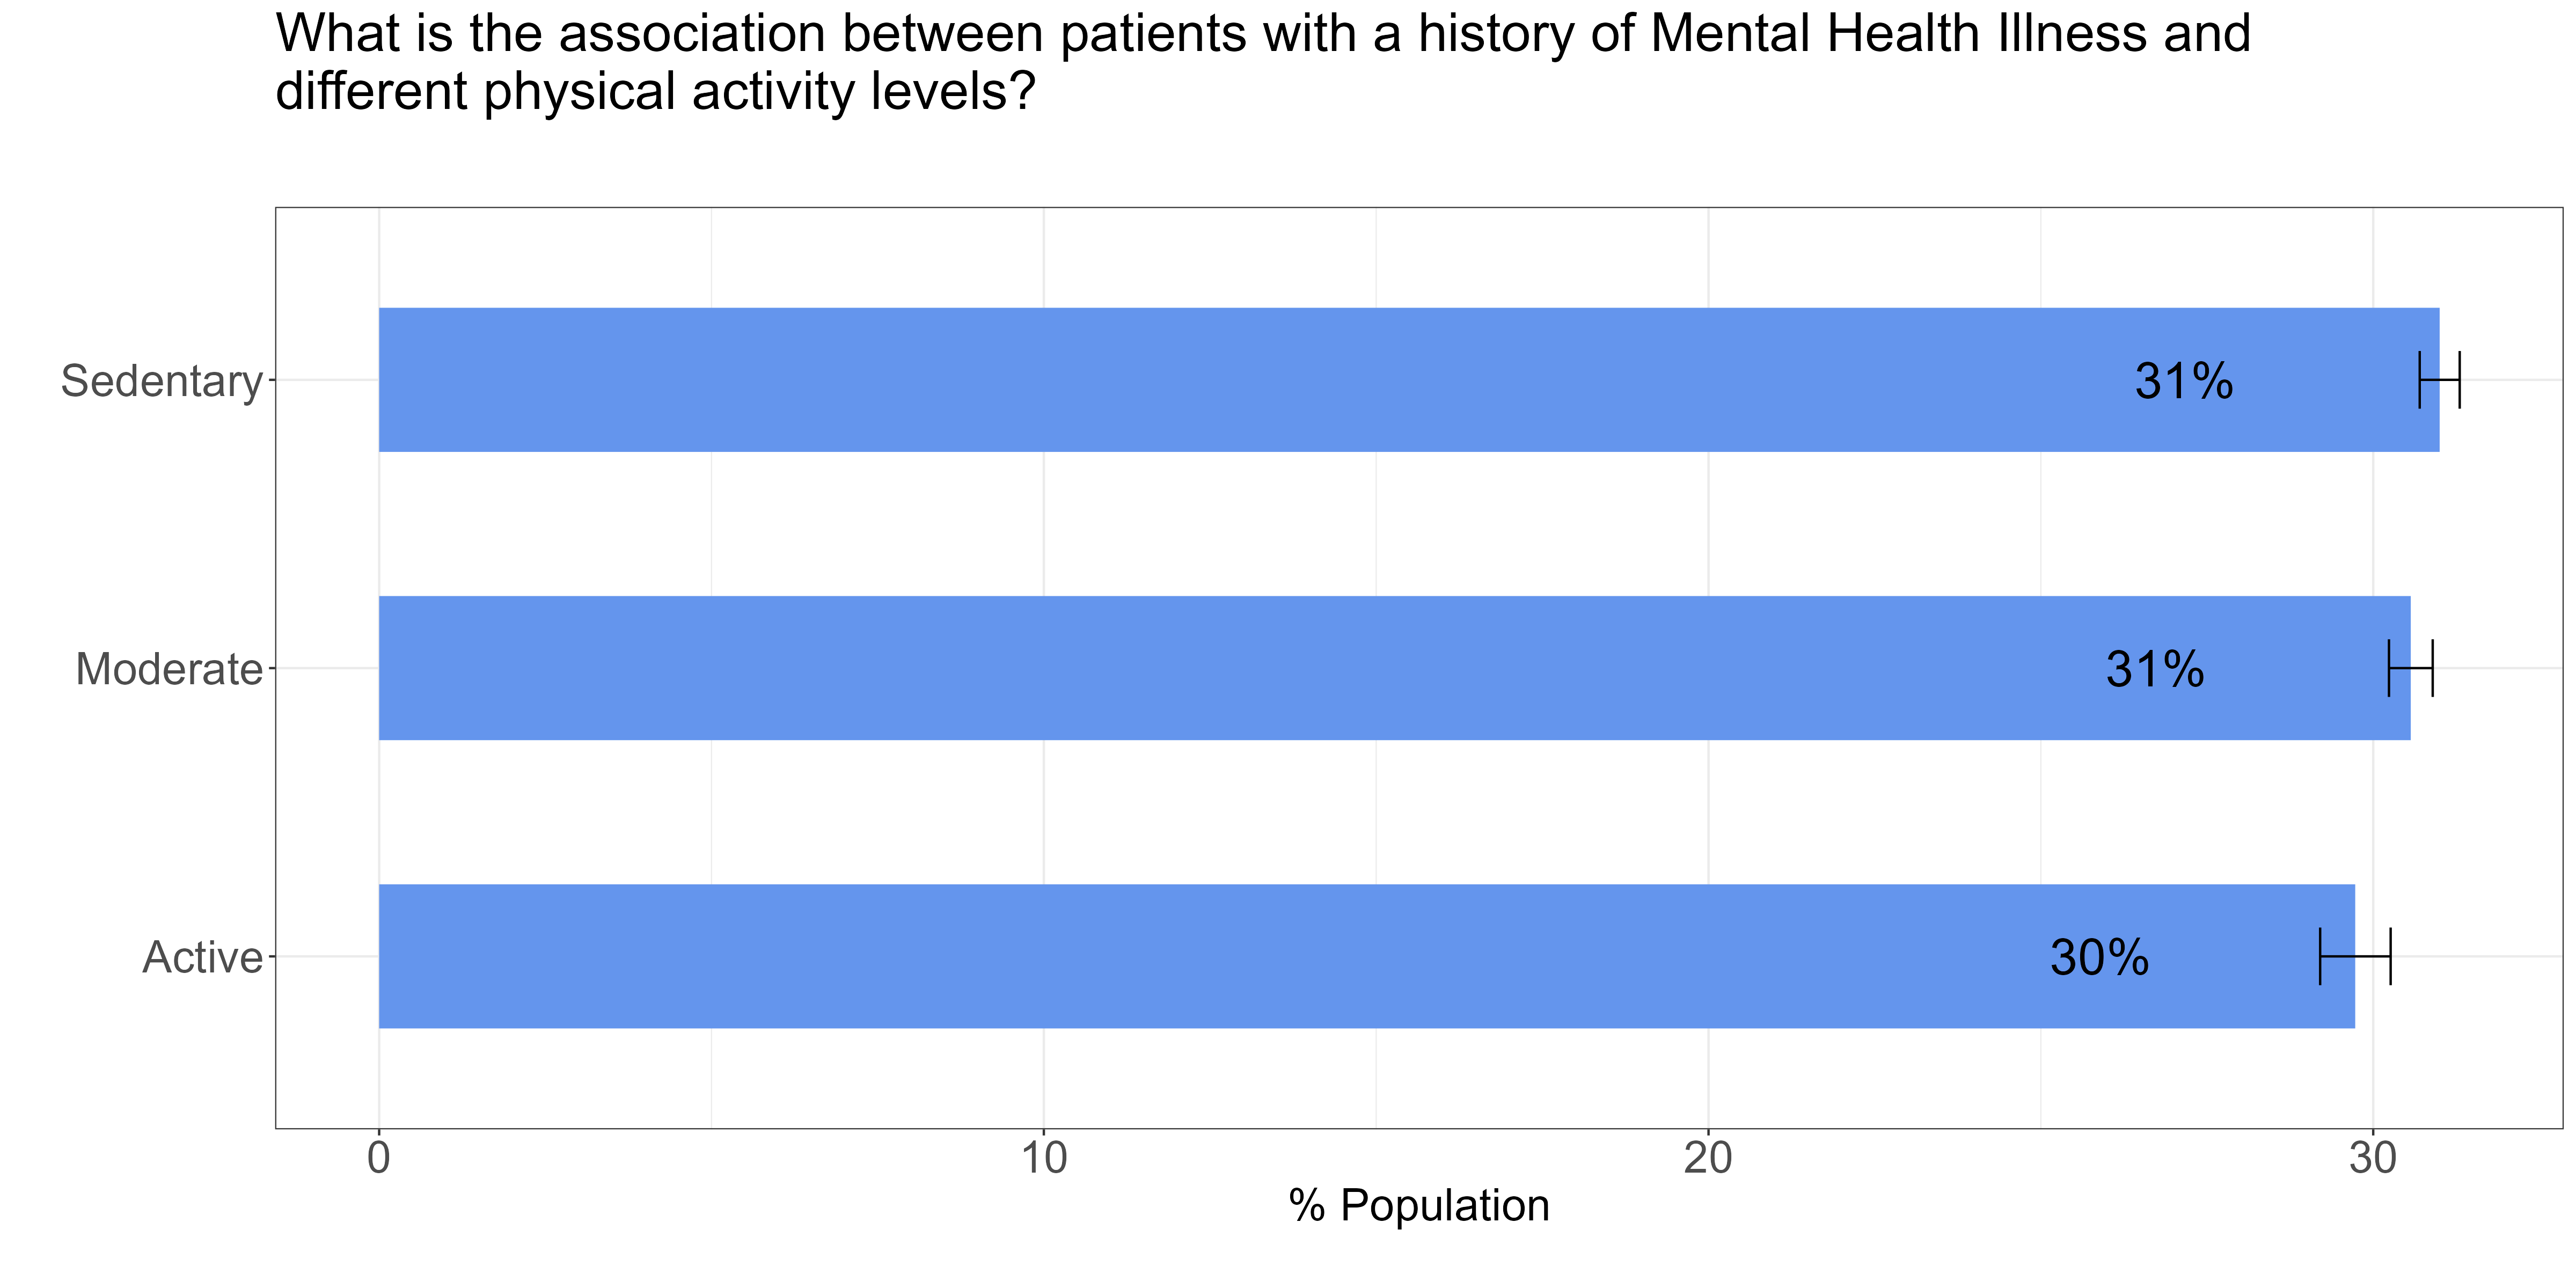 What is the association between patients with a history of Mental Health Illness and
different physical activity levels?
Sedentary
31%
Moderate
31%
Active
30%
0
10
20
30
% Population